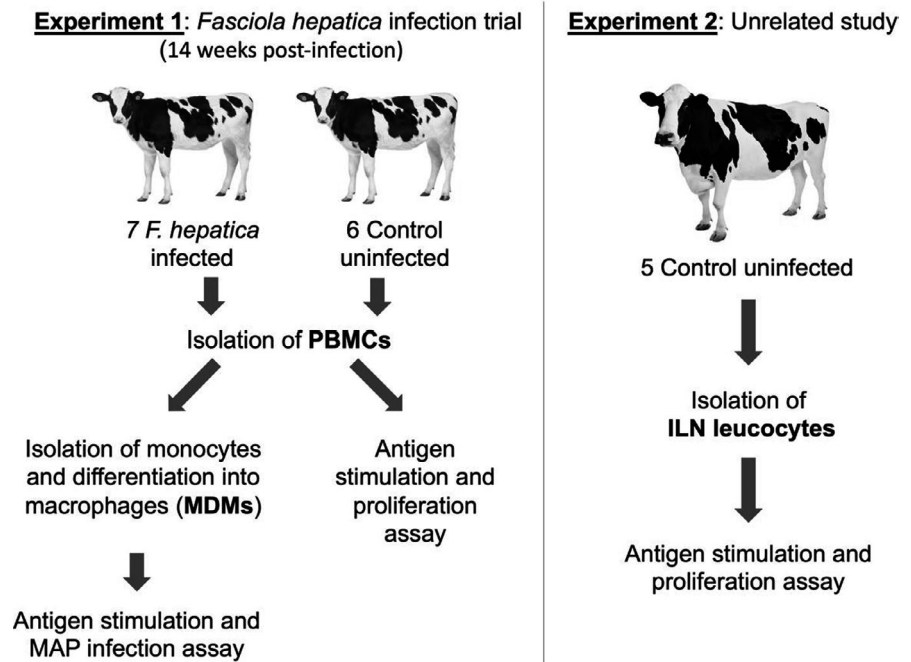 Experiment 1: Fasciola hepatica infection trial
(14 weeks post-infection)
7 F. hepatica
infected
6 Control
uninfected
Isolation of PBMCs
Isolation of monocytes
and differentiation into
macrophages (MDMs)
Antigen
stimulation and
proliferation
assay
Antigen stimulation and
MAP infection assay
Experiment 2: Unrelated study
5 Control uninfected
Isolation of
ILN leucocytes
Antigen stimulation and
proliferation assay